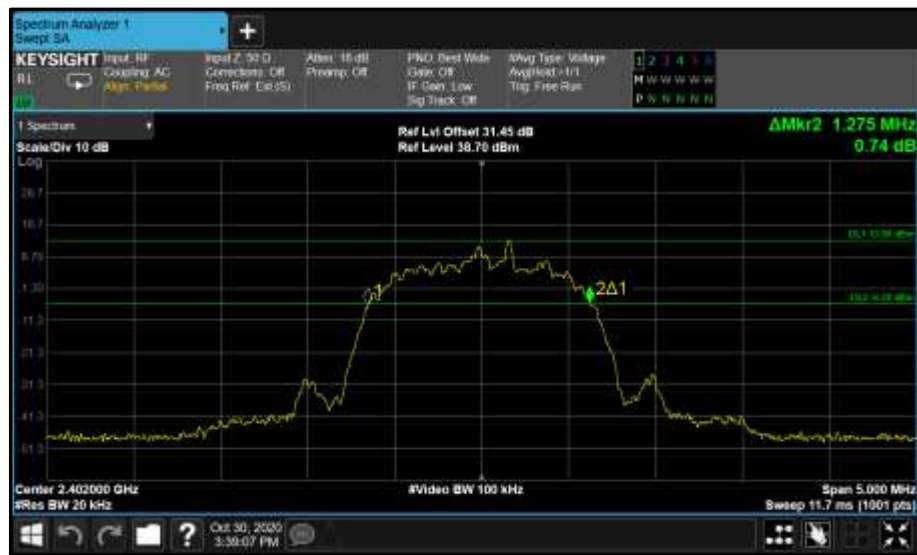 Spectrum Analyzer 1
Swept SA
KEYSIGHT
R L
Input: RF
Coupling: AC
Align: Partial
Input Z: 50 Ω
Corrections: Off
Freq Ref: Ext (S)
Atten: 16 dB
Preamp: Off
PNO: Best Wide
Gate: Off
IF Gain: Low
Sig Track: Off
#Avg Type: Voltage
Avg|Hold: >1/1
Trig: Free Run
1 2 3 4 5 6
M W W W W W
P N N N N N
1 Spectrum
Scale/Div 10 dB
Ref Lvl Offset 31.45 dB
Ref Level 38.70 dBm
ΔMkr2 1.275 MHz
0.74 dB
Log
28.7
18.7
8.70
-1.30
-11.3
-21.3
-31.3
-41.3
-51.3
2Δ1
Center 2.402000 GHz
#Res BW 20 kHz
#Video BW 100 kHz
Span 5.000 MHz
Sweep 11.7 ms (1001 pts)
?
Oct 30, 2020
3:39:07 PM